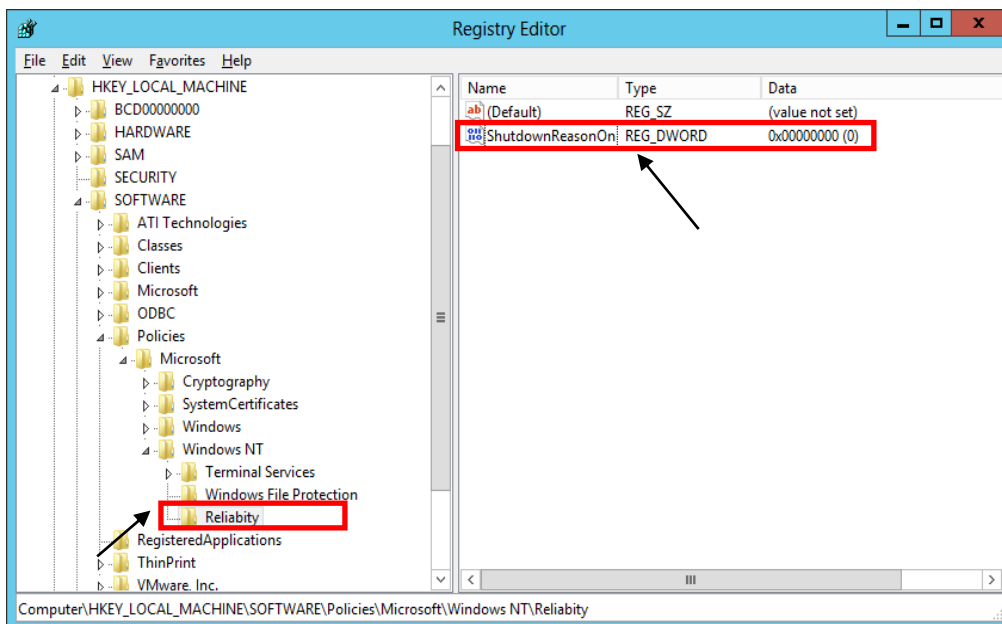 Registry Editor
File Edit View Favorites Help
HKEY_LOCAL_MACHINE
BCD00000000
HARDWARE
SAM
SECURITY
SOFTWARE
ATI Technologies
Classes
Clients
Microsoft
ODBC
Policies
Microsoft
Cryptography
SystemCertificates
Windows
Windows NT
Terminal Services
Windows File Protection
Reliabity
RegisteredApplications
ThinPrint
VMware, Inc.
Name Type Data
(Default) REG_SZ (value not set)
ShutdownReasonOn REG_DWORD 0x00000000 (0)
Computer\HKEY_LOCAL_MACHINE\SOFTWARE\Policies\Microsoft\Windows NT\Reliabity